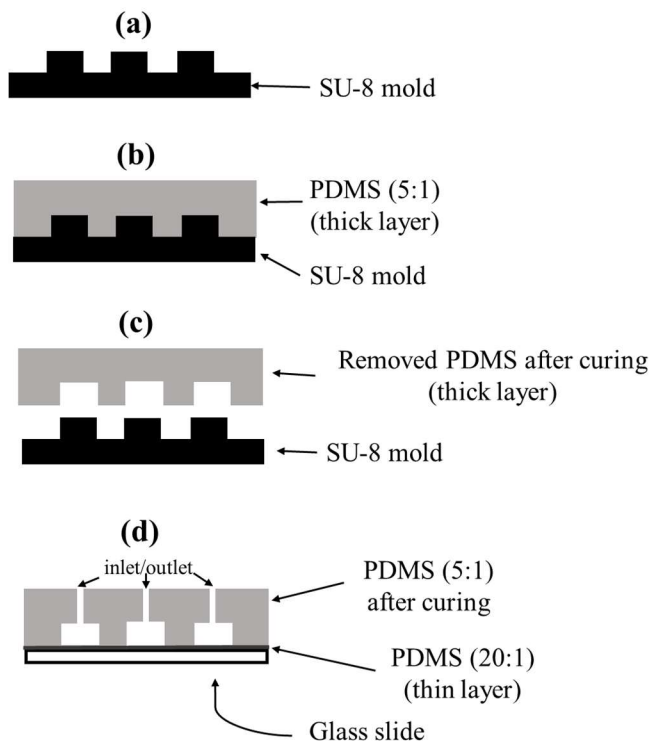 (a)
SU-8 mold
(b)
PDMS (5:1)
(thick layer)
SU-8 mold
(c)
Removed PDMS after curing
(thick layer)
SU-8 mold
(d)
inlet/outlet
PDMS (5:1)
after curing
PDMS (20:1)
(thin layer)
Glass slide